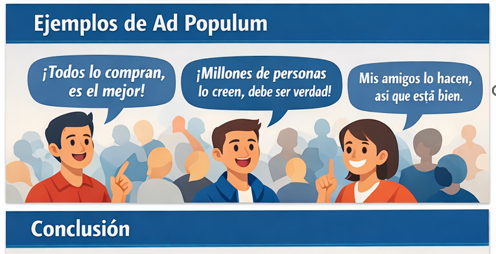 Ejemplos de Ad Populum
¡Todos lo compran,
es el mejor!
¡Millones de personas
lo creen, debe ser verdad!
Mis amigos lo hacen,
asi que está bien.
Conclusión